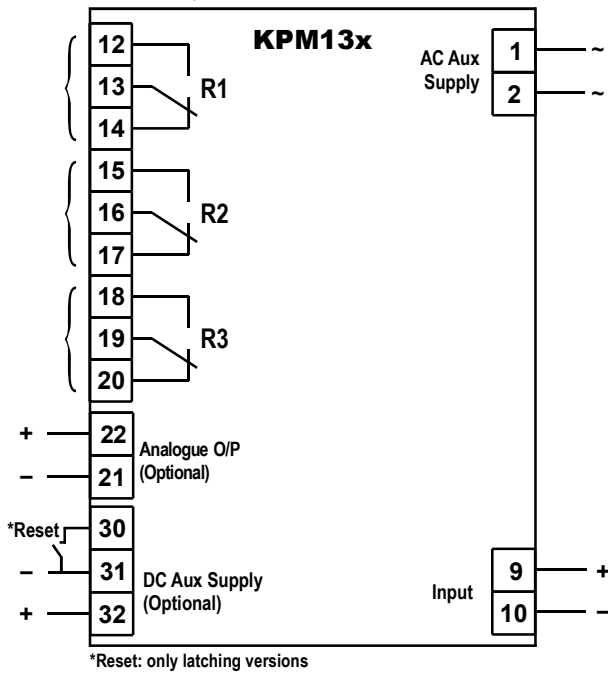 KPM13x
12
13
14
R1
15
16
17
R2
18
19
20
R3
22
21
+
−
Analogue O/P
(Optional)
*Reset
30
31
32
−
+
DC Aux Supply
(Optional)
AC Aux
Supply
1
2
~
~
Input
9
10
+
−
*Reset: only latching versions